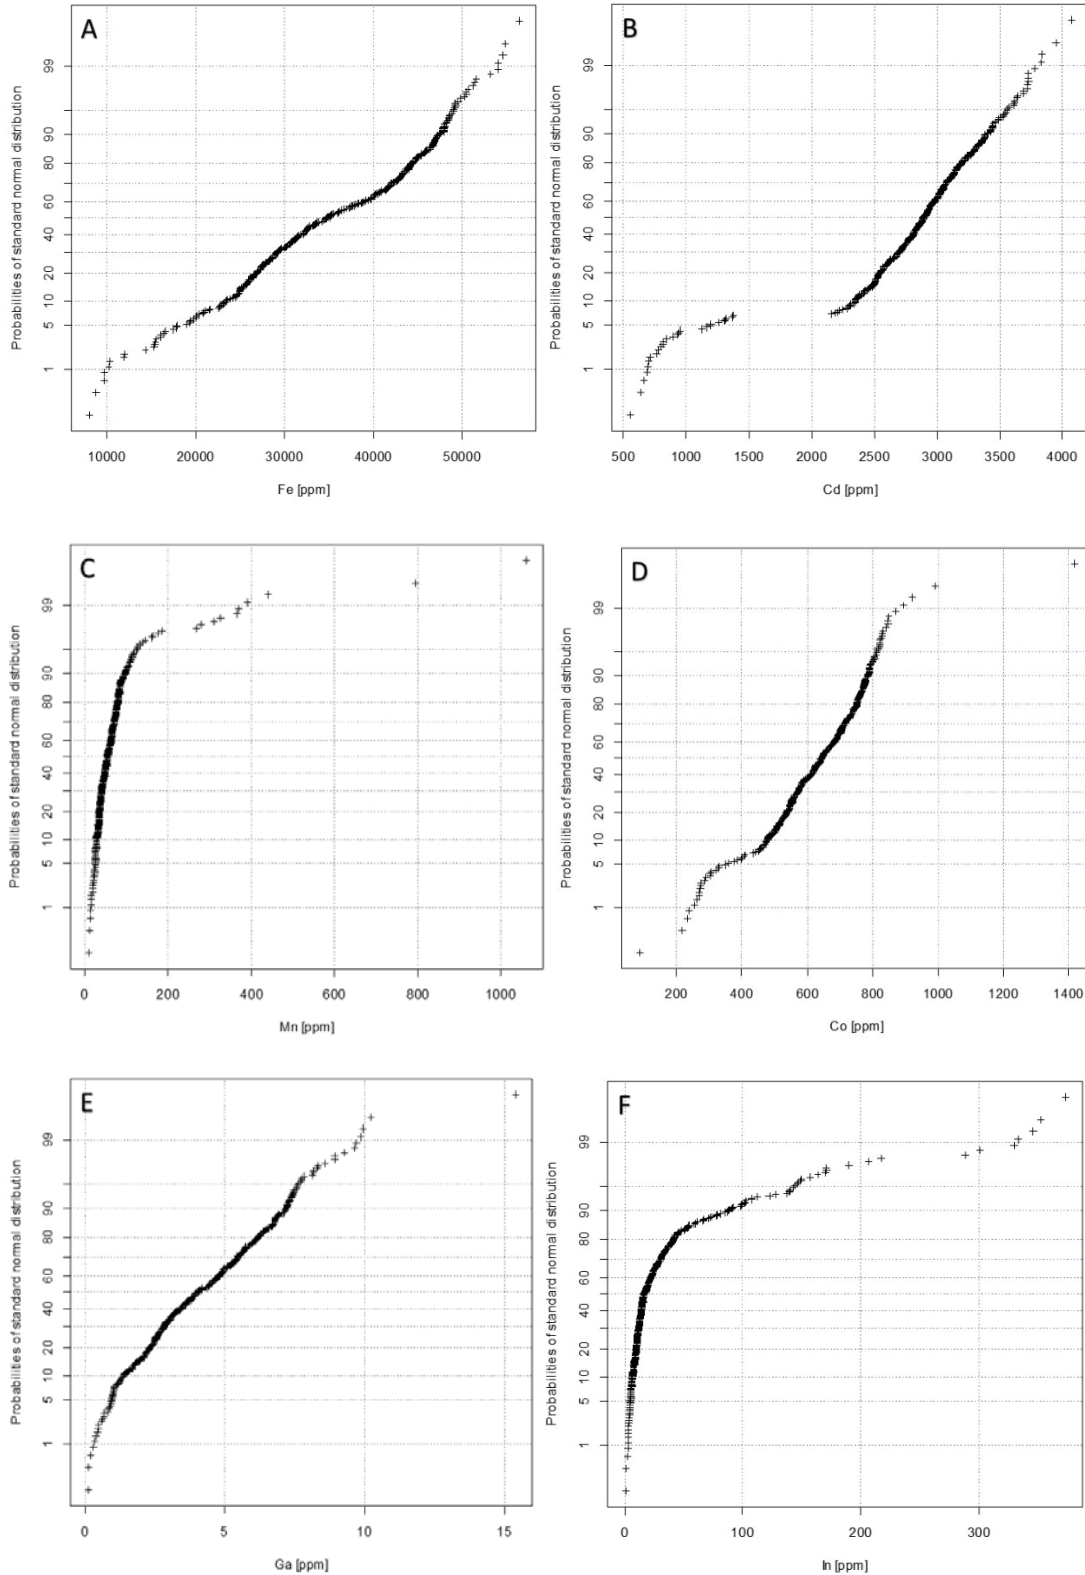 A
Probabilities of standard normal distribution
99
90
80
60
40
20
10
5
1
10000 20000 30000 40000 50000
Fe [ppm]
B
Probabilities of standard normal distribution
99
90
80
60
40
20
10
5
1
500 1000 1500 2000 2500 3000 3500 4000
Cd [ppm]
C
Probabilities of standard normal distribution
99
90
80
60
40
20
10
5
1
0 200 400 600 800 1000
Mn [ppm]
D
Probabilities of standard normal distribution
99
90
80
60
40
20
10
5
1
200 400 600 800 1000 1200 1400
Co [ppm]
E
Probabilities of standard normal distribution
99
90
80
60
40
20
10
5
1
0 5 10 15
Ga [ppm]
F
Probabilities of standard normal distribution
99
90
80
60
40
20
10
5
1
0 100 200 300
In [ppm]